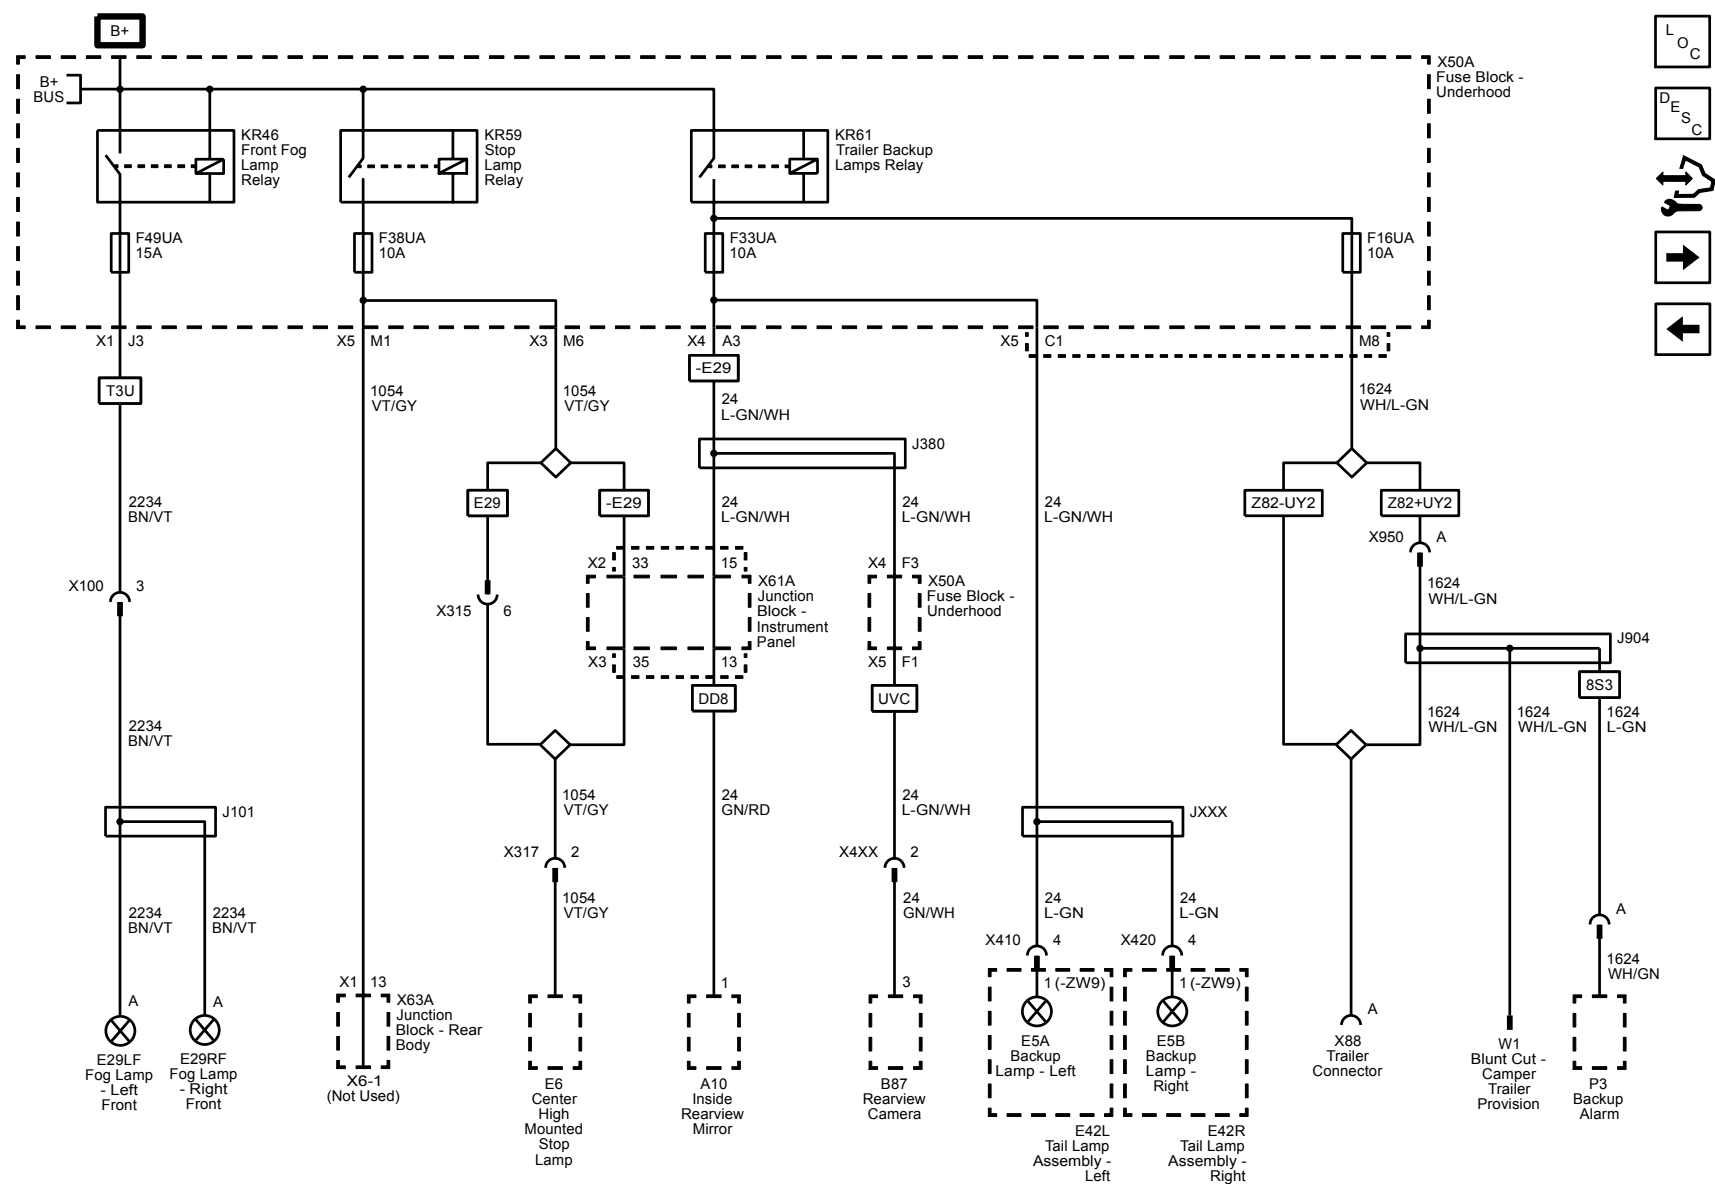 B+
L O C
B+
BUS
X50A
Fuse Block -
Underhood
D E S C
KR46
Front Fog
Lamp
Relay
KR59
Stop
Lamp
Relay
KR61
Trailer Backup
Lamps Relay
F49UA
15A
F38UA
10A
F33UA
10A
F16UA
10A
X1 J3
X5 M1
X3 M6
X4 A3
X5 C1
M8
T3U
-E29
1054
VT/GY
1054
VT/GY
24
L-GN/WH
1624
WH/L-GN
J380
2234
BN/VT
E29
-E29
24
L-GN/WH
24
L-GN/WH
24
L-GN/WH
Z82-UY2
Z82+UY2
X950 A
X100 3
X315 6
X2 33 15
X61A
Junction
Block -
Instrument
Panel
X3 35 13
X4 F3
X50A
Fuse Block -
Underhood
X5 F1
1624
WH/L-GN
J904
DD8
UVC
8S3
2234
BN/VT
1624
WH/L-GN
1624
WH/L-GN
1624
L-GN
J101
1054
VT/GY
24
GN/RD
24
L-GN/WH
JXXX
X317 2
X4XX 2
2234
BN/VT
2234
BN/VT
1054
VT/GY
24
GN/WH
24
L-GN
24
L-GN
A
X410 4
X420 4
1624
WH/GN
X1 13
X63A
Junction
Block - Rear
Body
1
3
1 (-ZW9)
1 (-ZW9)
A
A
A
E29LF
Fog Lamp
- Left
Front
E29RF
Fog Lamp
- Right
Front
X6-1
(Not Used)
E6
Center
High
Mounted
Stop
Lamp
A10
Inside
Rearview
Mirror
B87
Rearview
Camera
E5A
Backup
Lamp - Left
E5B
Backup
Lamp -
Right
X88
Trailer
Connector
W1
Blunt Cut -
Camper
Trailer
Provision
P3
Backup
Alarm
E42L
Tail Lamp
Assembly -
Left
E42R
Tail Lamp
Assembly -
Right